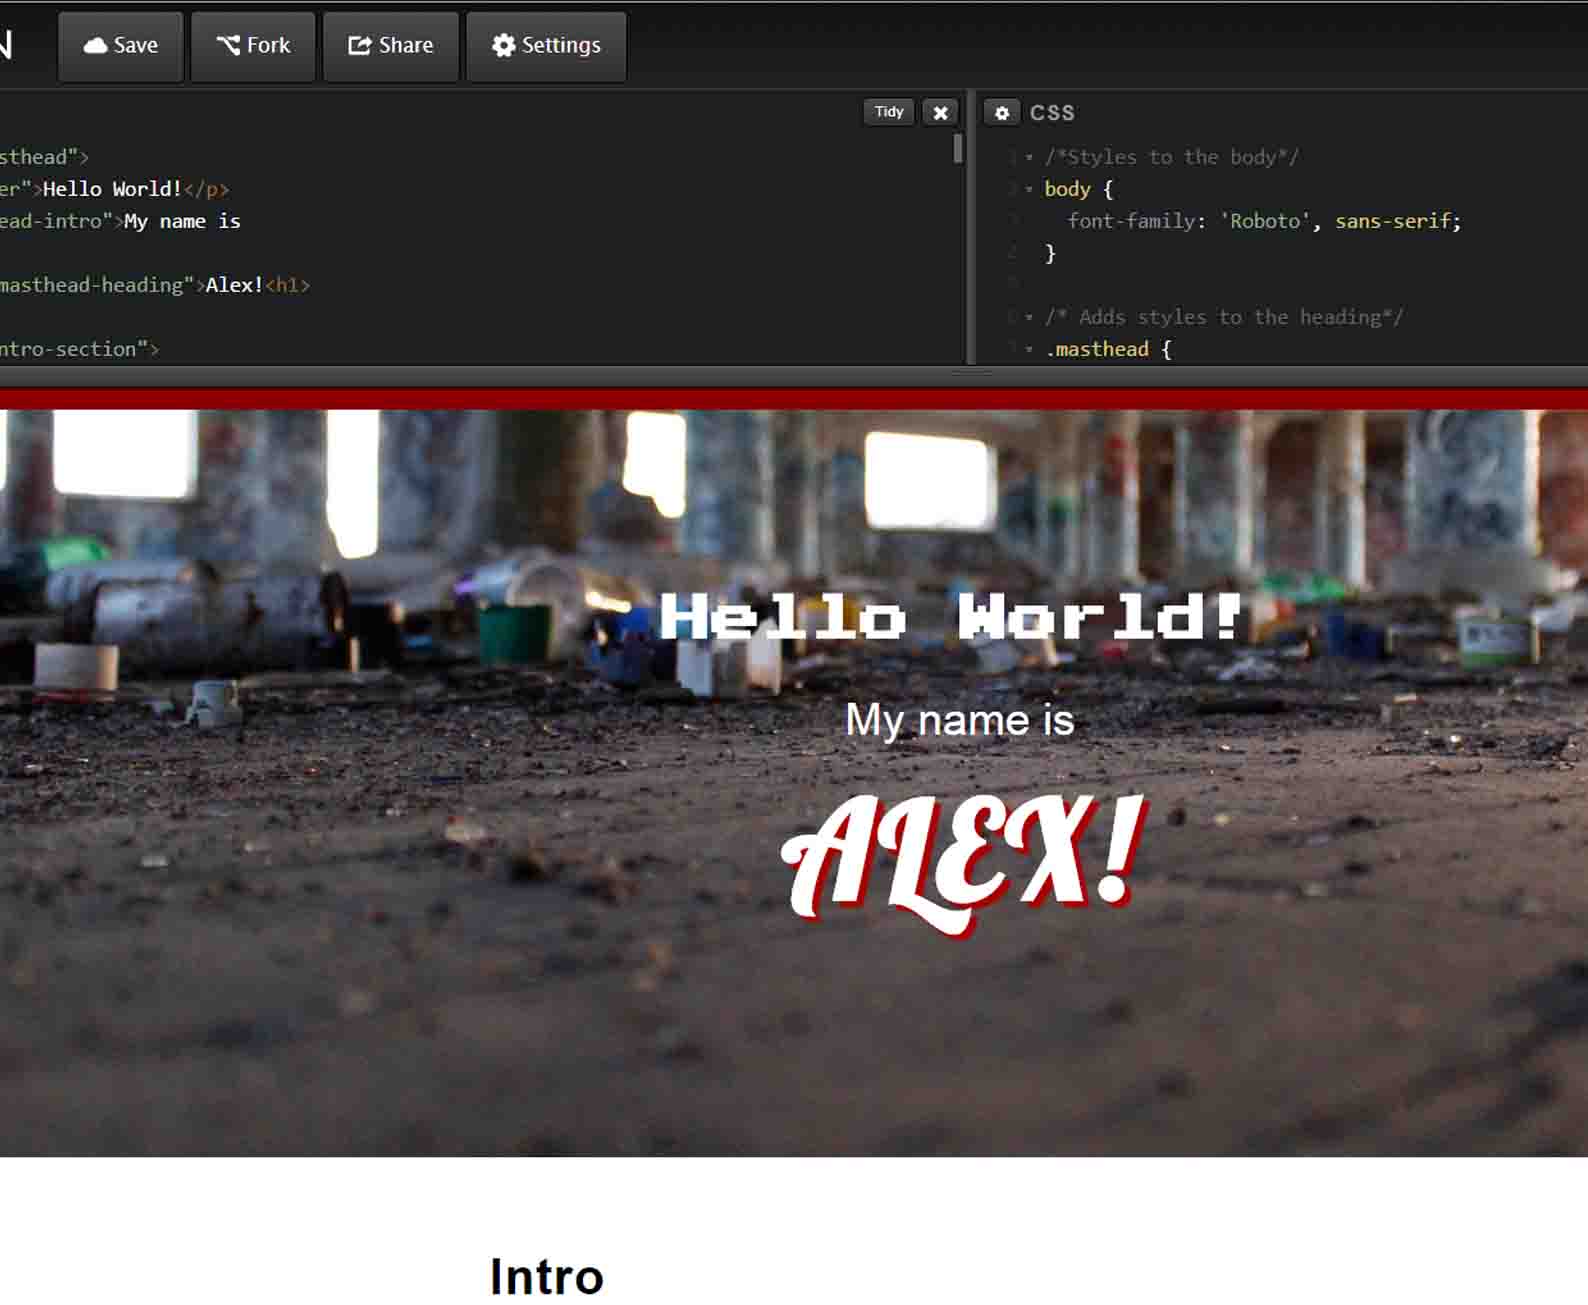 N Save Fork Share Settings
Tidy
CSS
sthead">
er">Hello World!</p>
ead-intro">My name is
masthead-heading">Alex!<h1>
ntro-section">
/*Styles to the body*/
body {
font-family: 'Roboto', sans-serif;
}
/* Adds styles to the heading*/
.masthead {
Hello World!
My name is
ALEX!
Intro